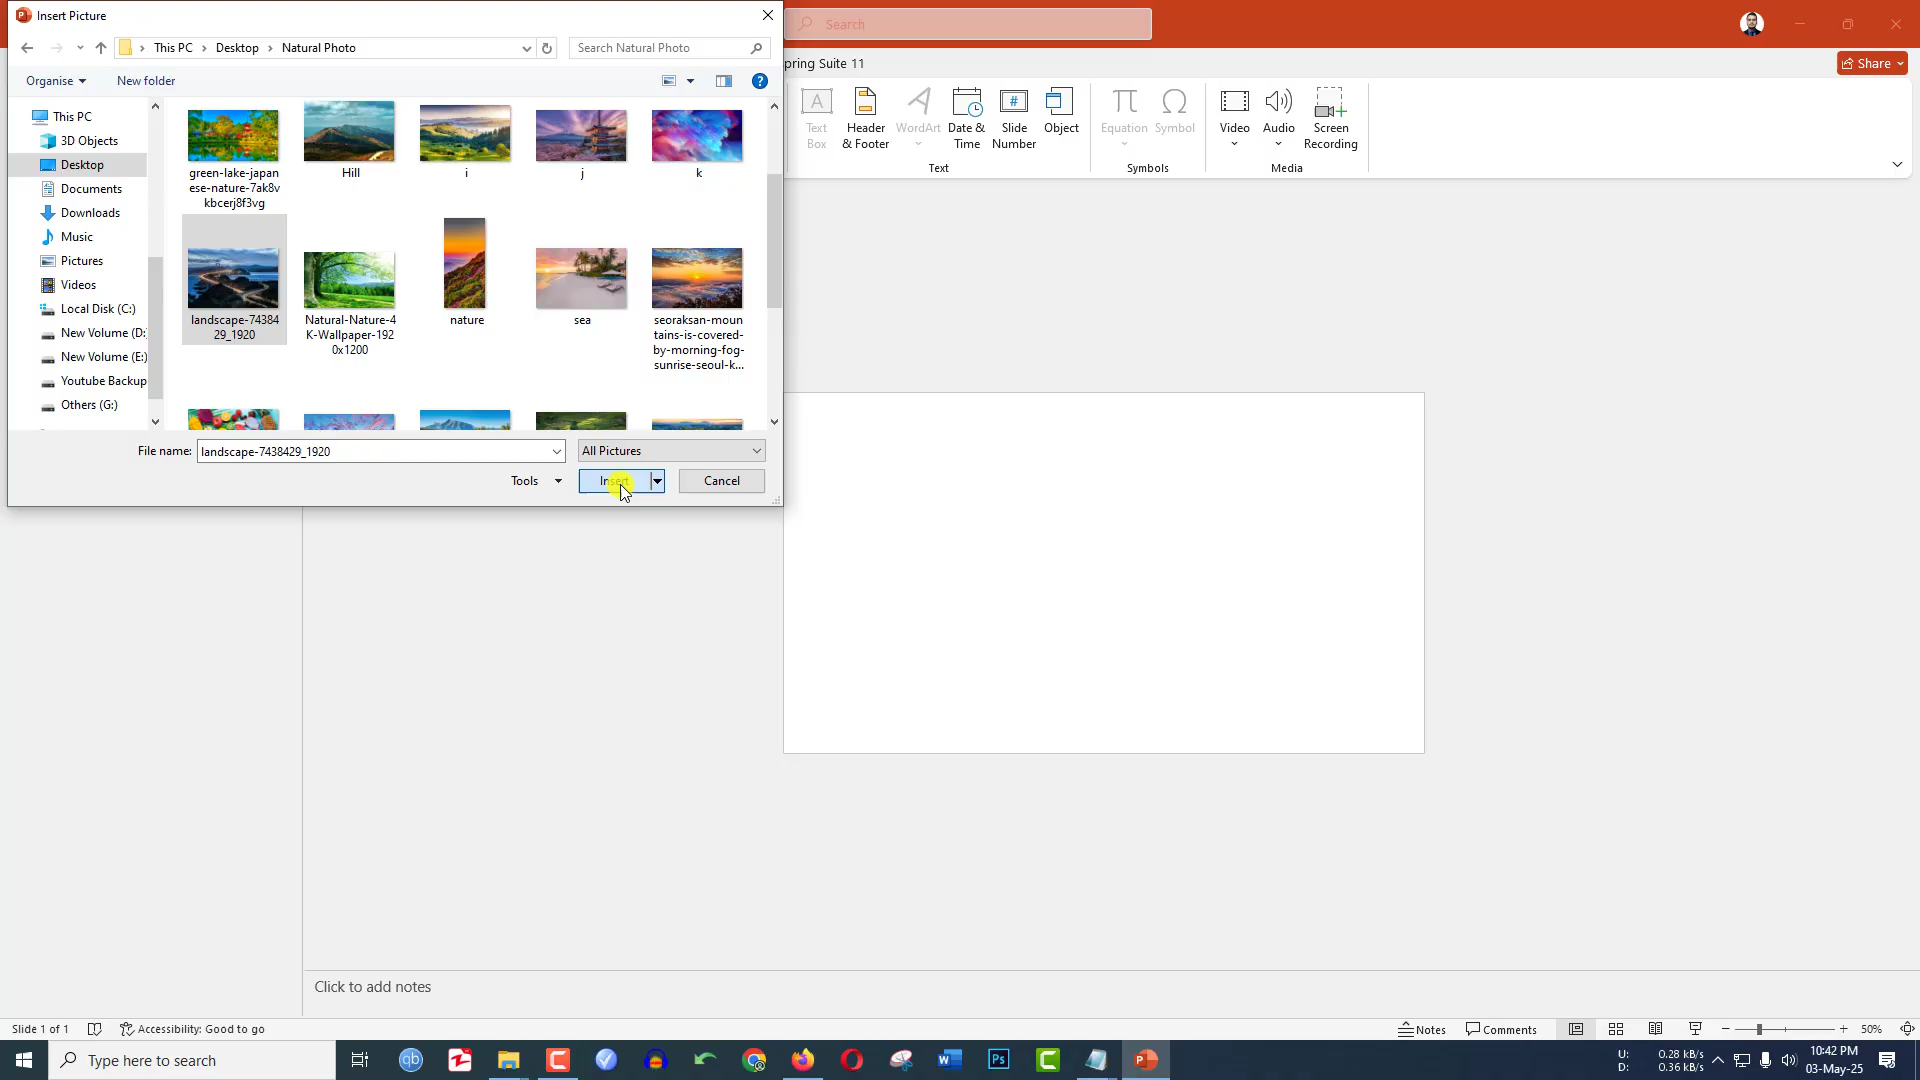 Insert Picture
Search
This PC
Desktop
Natural Photo
Search Natural Photo
pring Suite 11
Share
Organise
New folder
This PC
3D Objects
Desktop
Documents
Downloads
Music
Pictures
Videos
Local Disk (C:)
New Volume (D:
New Volume (E:)
Youtube Backup
Others (G:)
green-lake-japan
ese-nature-7ak8v
kbcerj8f3vg
Hill
i
j
k
landscape-74384
29_1920
Natural-Nature-4
K-Wallpaper-192
0x1200
nature
sea
seoraksan-moun
tains-is-covered-
by-morning-fog-
sunrise-seoul-k...
File name:
landscape-7438429_1920
All Pictures
Tools
Insert
Cancel
Text
Box
Header
& Footer
WordArt
Date &
Time
Slide
Number
Object
Equation
Symbol
Video
Audio
Screen
Recording
Text
Symbols
Media
Click to add notes
Slide 1 of 1
Accessibility: Good to go
Notes
Comments
50%
Type here to search
qb
Ps
U: 0.28 kB/s
D: 0.36 kB/s
10:42 PM
03-May-25